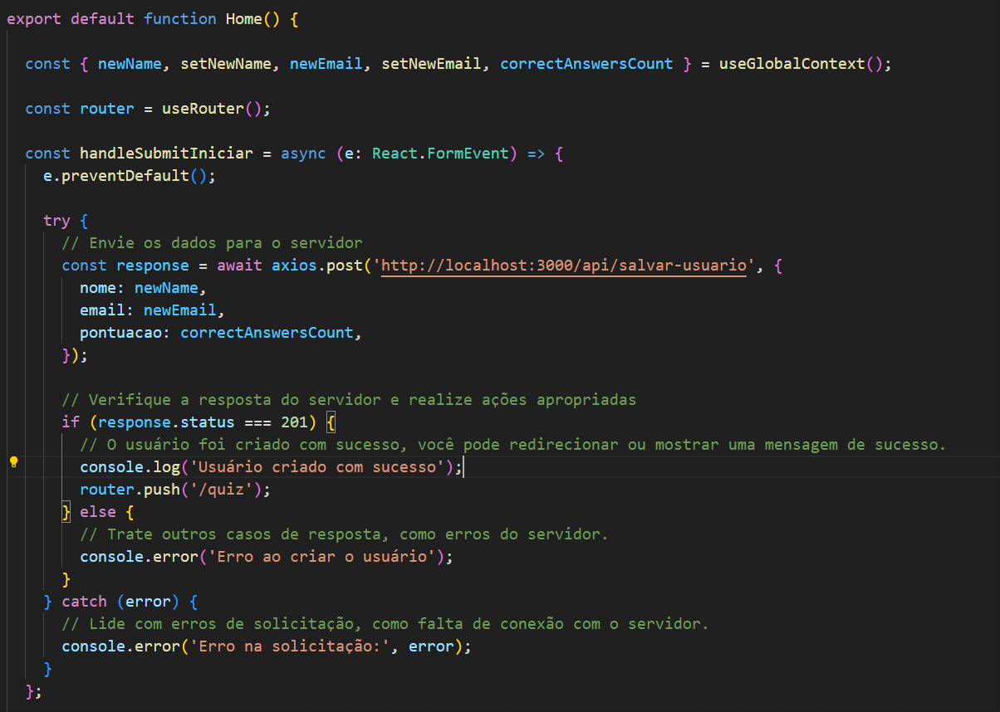 export default function Home() {
const { newName, setNewName, newEmail, setNewEmail, correctAnswersCount } = useGlobalContext();
const router = useRouter();
const handleSubmitIniciar = async (e: React.FormEvent) => {
e.preventDefault();
try {
// Envie os dados para o servidor
const response = await axios.post('http://localhost:3000/api/salvar-usuario', {
nome: newName,
email: newEmail,
pontuacao: correctAnswersCount,
});
// Verifique a resposta do servidor e realize ações apropriadas
if (response.status === 201) {
// O usuário foi criado com sucesso, você pode redirecionar ou mostrar uma mensagem de sucesso.
console.log('Usuário criado com sucesso');
router.push('/quiz');
} else {
// Trate outros casos de resposta, como erros do servidor.
console.error('Erro ao criar o usuário');
}
} catch (error) {
// Lide com erros de solicitação, como falta de conexão com o servidor.
console.error('Erro na solicitação:', error);
}
};